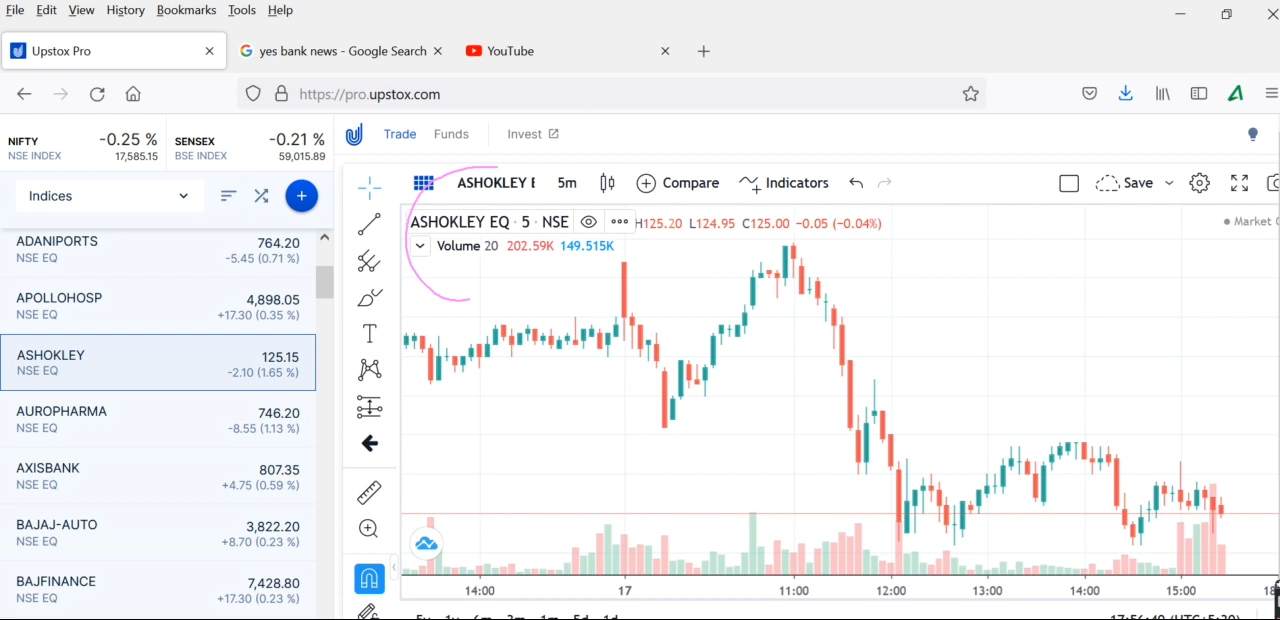 File Edit View History Bookmarks Tools Help
Upstox Pro
yes bank news - Google Search
YouTube
https://pro.upstox.com
NIFTY -0.25 % SENSEX -0.21 %
NSE INDEX 17,585.15 BSE INDEX 59,015.89
Trade Funds Invest
Indices
ASHOKLEY E 5m Compare Indicators Save
ASHOKLEY EQ · 5 · NSE H125.20 L124.95 C125.00 -0.05 (-0.04%)
Market
Volume 20 202.59K 149.515K
ADANIPORTS 764.20
NSE EQ -5.45 (0.71 %)
APOLLOHOSP 4,898.05
NSE EQ +17.30 (0.35 %)
ASHOKLEY 125.15
NSE EQ -2.10 (1.65 %)
AUROPHARMA 746.20
NSE EQ -8.55 (1.13 %)
AXISBANK 807.35
NSE EQ +4.75 (0.59 %)
BAJAJ-AUTO 3,822.20
NSE EQ +8.70 (0.23 %)
BAJFINANCE 7,428.80
NSE EQ +17.30 (0.23 %)
14:00 17 11:00 12:00 13:00 14:00 15:00